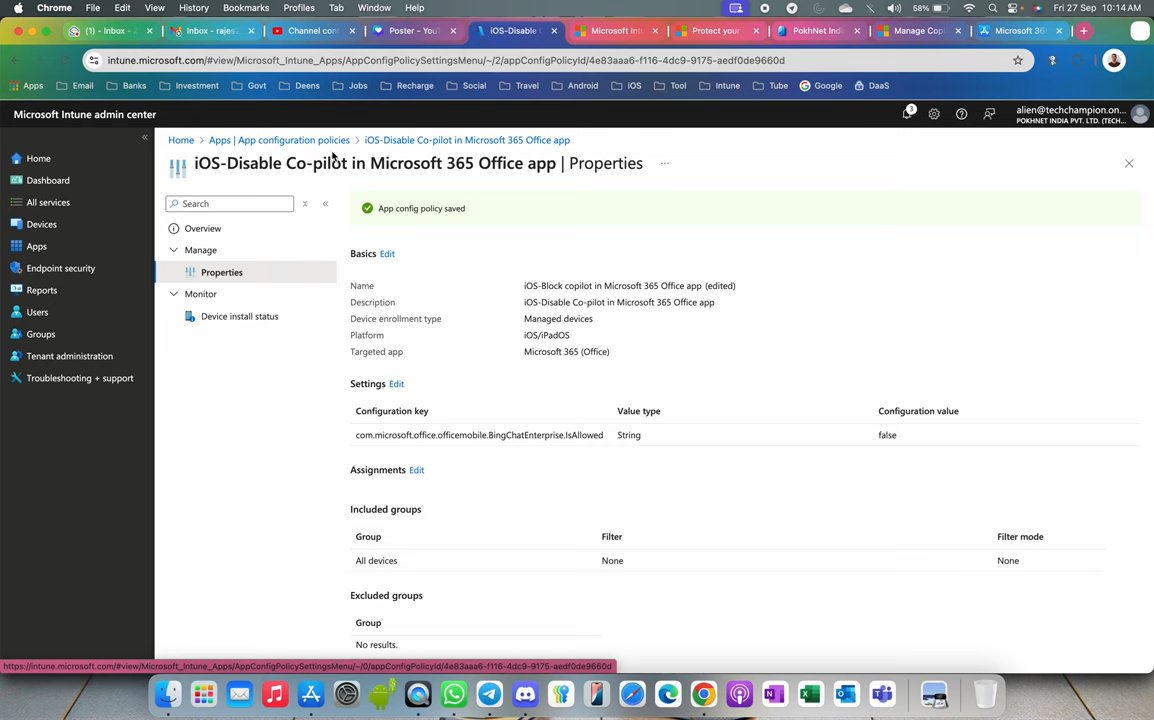 Chrome File Edit View History Bookmarks Profiles Tab Window Help 58% Fri 27 Sep 10:14 AM
(1) - Inbox - Inbox - rajes Channel cont Poster - YouT iOS-Disable C Microsoft Int Protect your PokhNet India Manage Cop Microsoft 36
intune.microsoft.com/#view/Microsoft_Intune_Apps/AppConfigPolicySettingsMenu/~/2/appConfigPolicyId/4e83aaa6-f116-4dc9-9175-aedf0de9660d
Apps Email Banks Investment Govt Deens Jobs Recharge Social Travel Android iOS Tool Intune Tube Google DaaS
Microsoft Intune admin center
3
alien@techchampion.on...
POKHNET INDIA PVT. LTD. (TECH...
Home > Apps | App configuration policies > iOS-Disable Co-pilot in Microsoft 365 Office app
iOS-Disable Co-pilot in Microsoft 365 Office app | Properties ...
Home
Dashboard
All services
Devices
Apps
Endpoint security
Reports
Users
Groups
Tenant administration
Troubleshooting + support
Search
Overview
Manage
Properties
Monitor
Device install status
App config policy saved
Basics Edit
Name iOS-Block copilot in Microsoft 365 Office app (edited)
Description iOS-Disable Co-pilot in Microsoft 365 Office app
Device enrollment type Managed devices
Platform iOS/iPadOS
Targeted app Microsoft 365 (Office)
Settings Edit
Configuration key Value type Configuration value
com.microsoft.office.officemobile.BingChatEnterprise.IsAllowed String false
Assignments Edit
Included groups
Group Filter Filter mode
All devices None None
Excluded groups
Group
No results.
https://intune.microsoft.com/#view/Microsoft_Intune_Apps/AppConfigPolicySettingsMenu/~/0/appConfigPolicyId/4e83aaa6-f116-4dc9-9175-aedf0de9660d